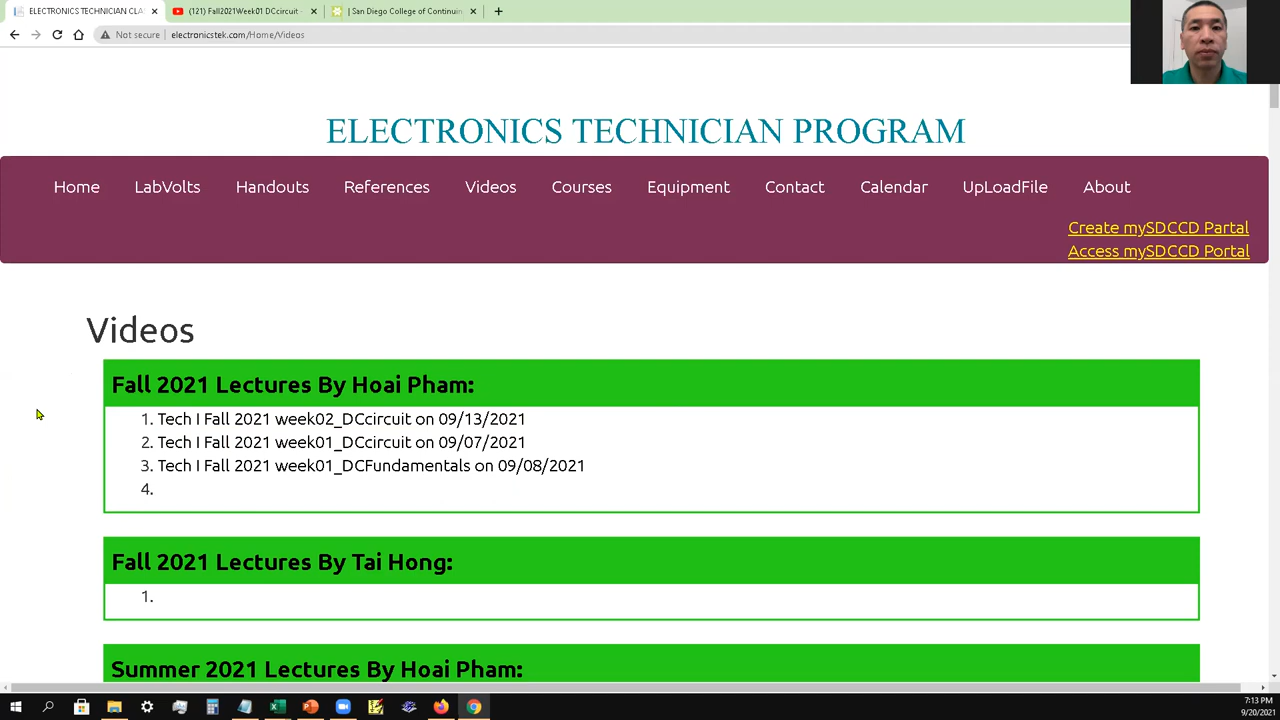 ELECTRONICS TECHNICIAN CLA
(121) Fall2021Week01 DCcircuit -
| San Diego College of Continuin
Not secure | electronicstek.com/Home/Videos
ELECTRONICS TECHNICIAN PROGRAM
Home LabVolts Handouts References Videos Courses Equipment Contact Calendar UpLoadFile About
Create mySDCCD Partal
Access mySDCCD Portal
Videos
Fall 2021 Lectures By Hoai Pham:
1. Tech I Fall 2021 week02_DCcircuit on 09/13/2021
2. Tech I Fall 2021 week01_DCcircuit on 09/07/2021
3. Tech I Fall 2021 week01_DCFundamentals on 09/08/2021
4.
Fall 2021 Lectures By Tai Hong:
1.
Summer 2021 Lectures By Hoai Pham:
7:13 PM
9/20/2021